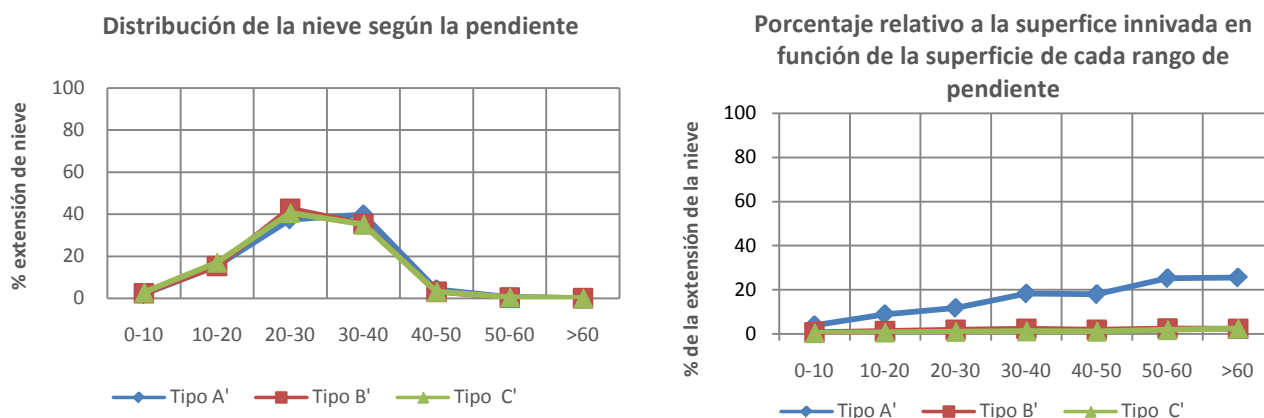 Distribución de la nieve según la pendiente
% extensión de nieve
100
80
60
40
20
0
0-10 10-20 20-30 30-40 40-50 50-60 >60
Tipo A' Tipo B' Tipo C'
Porcentaje relativo a la superfice innivada en
función de la superficie de cada rango de
pendiente
% de la extensión de la nieve
100
80
60
40
20
0
0-10 10-20 20-30 30-40 40-50 50-60 >60
Tipo A' Tipo B' Tipo C'